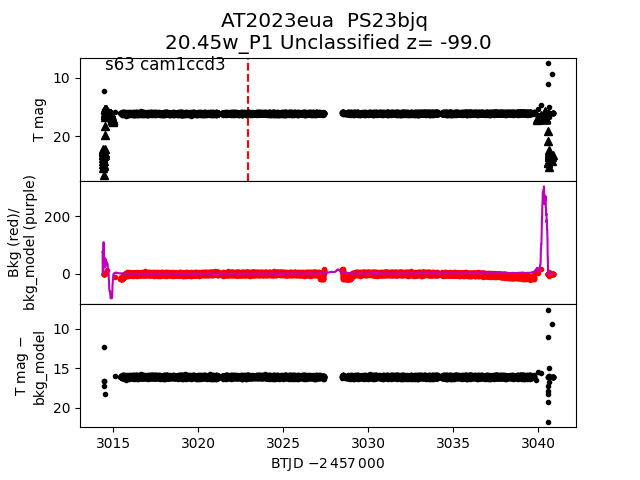 AT2023eua  PS23bjq
20.45w_P1 Unclassified z= -99.0
s63 cam1ccd3
T mag
10
20
Bkg (red)/
bkg_model (purple)
200
0
T mag −
bkg_model
10
15
20
3015 3020 3025 3030 3035 3040
BTJD −2 457 000